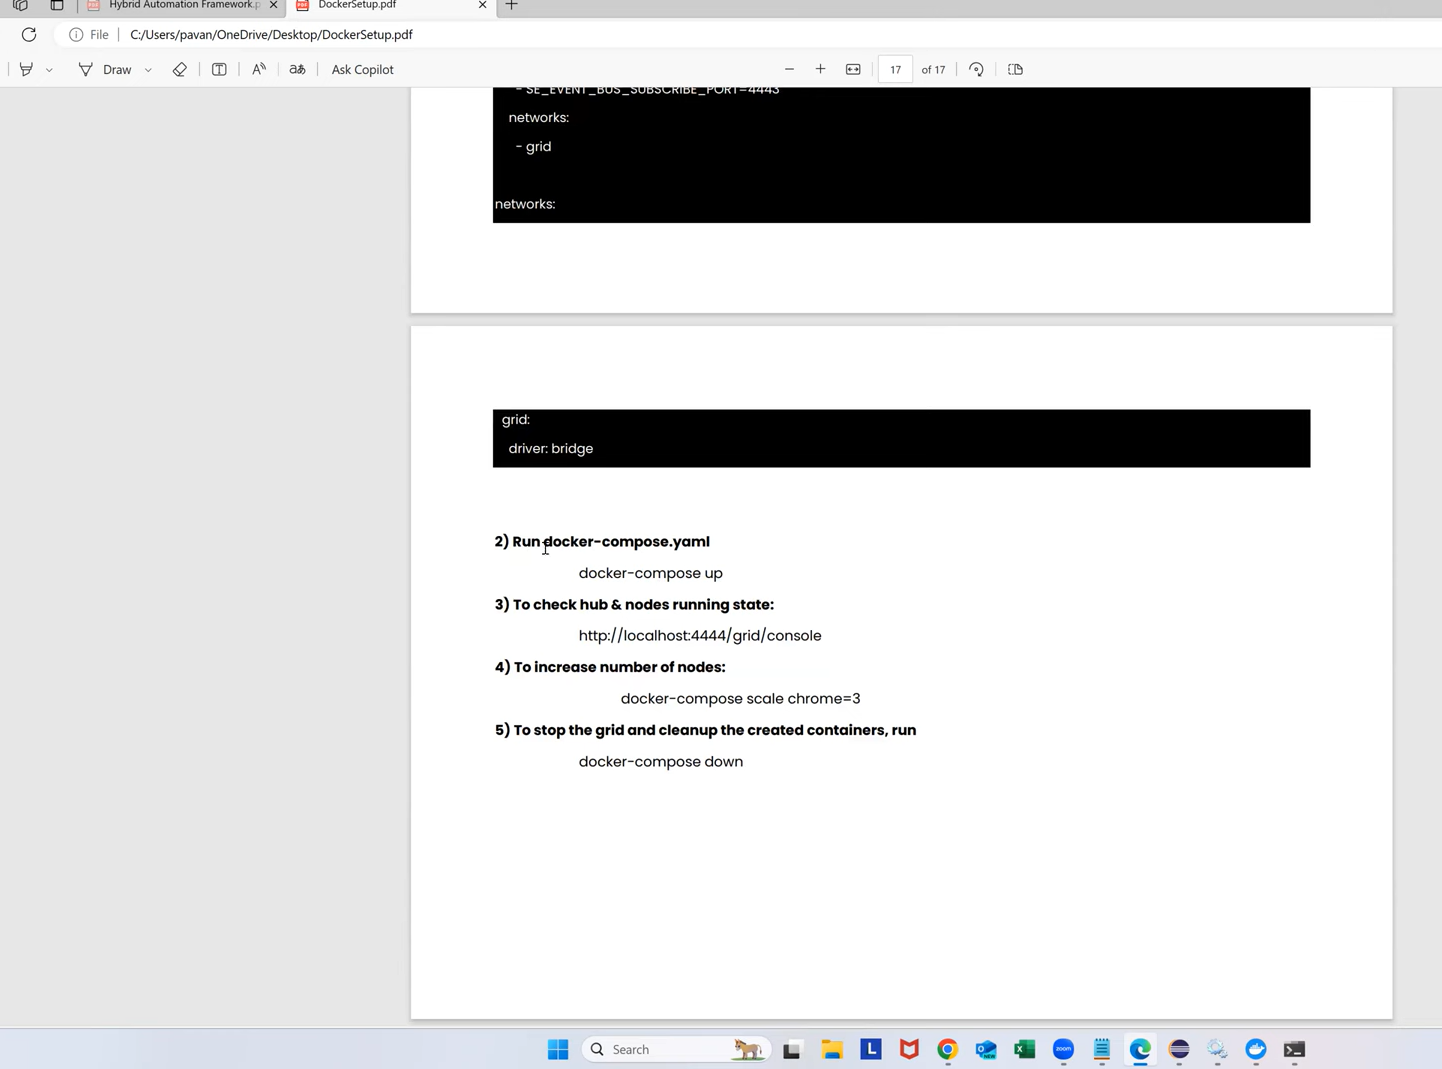 Hybrid Automation Framework.p
DockerSetup.pdf
File
C:/Users/pavan/OneDrive/Desktop/DockerSetup.pdf
Draw
Ask Copilot
17 of 17
- SE_EVENT_BUS_SUBSCRIBE_PORT=4443
networks:
- grid
networks:
grid:
driver: bridge
2) Run docker-compose.yaml
docker-compose up
3) To check hub & nodes running state:
http://localhost:4444/grid/console
4) To increase number of nodes:
docker-compose scale chrome=3
5) To stop the grid and cleanup the created containers, run
docker-compose down
Search